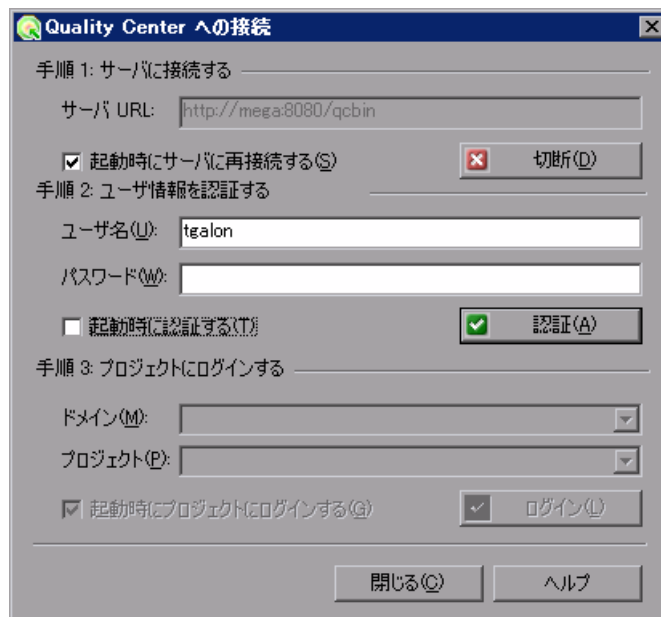 Quality Center への接続
手順 1: サーバに接続する
サーバ URL: http://mega:8080/qcbin
起動時にサーバに再接続する(S) 切断(D)
手順 2: ユーザ情報を認証する
ユーザ名(U): tgalon
パスワード(W):
起動時に認証する(T) 認証(A)
手順 3: プロジェクトにログインする
ドメイン(M):
プロジェクト(P):
起動時にプロジェクトにログインする(G) ログイン(L)
閉じる(C) ヘルプ